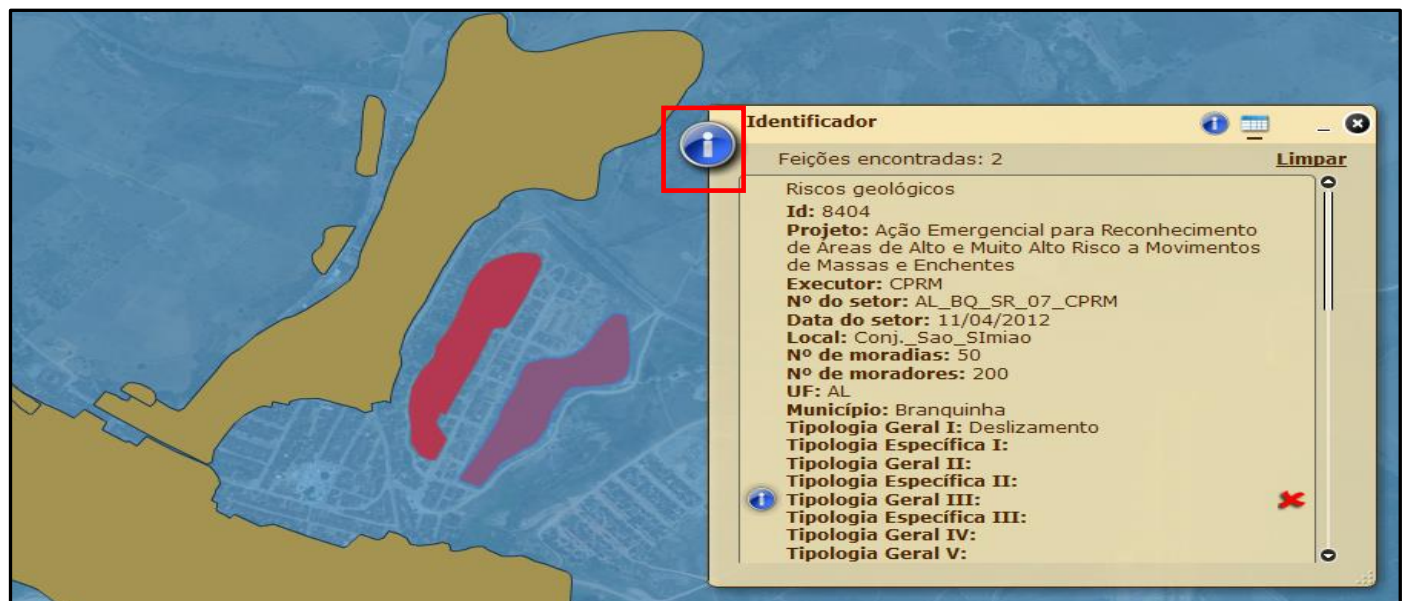 Identificador
Feições encontradas: 2
Limpar
Riscos geológicos
Id: 8404
Projeto: Ação Emergencial para Reconhecimento
de Áreas de Alto e Muito Alto Risco a Movimentos
de Massas e Enchentes
Executor: CPRM
Nº do setor: AL_BQ_SR_07_CPRM
Data do setor: 11/04/2012
Local: Conj._Sao_SImiao
Nº de moradias: 50
Nº de moradores: 200
UF: AL
Município: Branquinha
Tipologia Geral I: Deslizamento
Tipologia Específica I:
Tipologia Geral II:
Tipologia Específica II:
Tipologia Geral III:
Tipologia Específica III:
Tipologia Geral IV:
Tipologia Geral V: